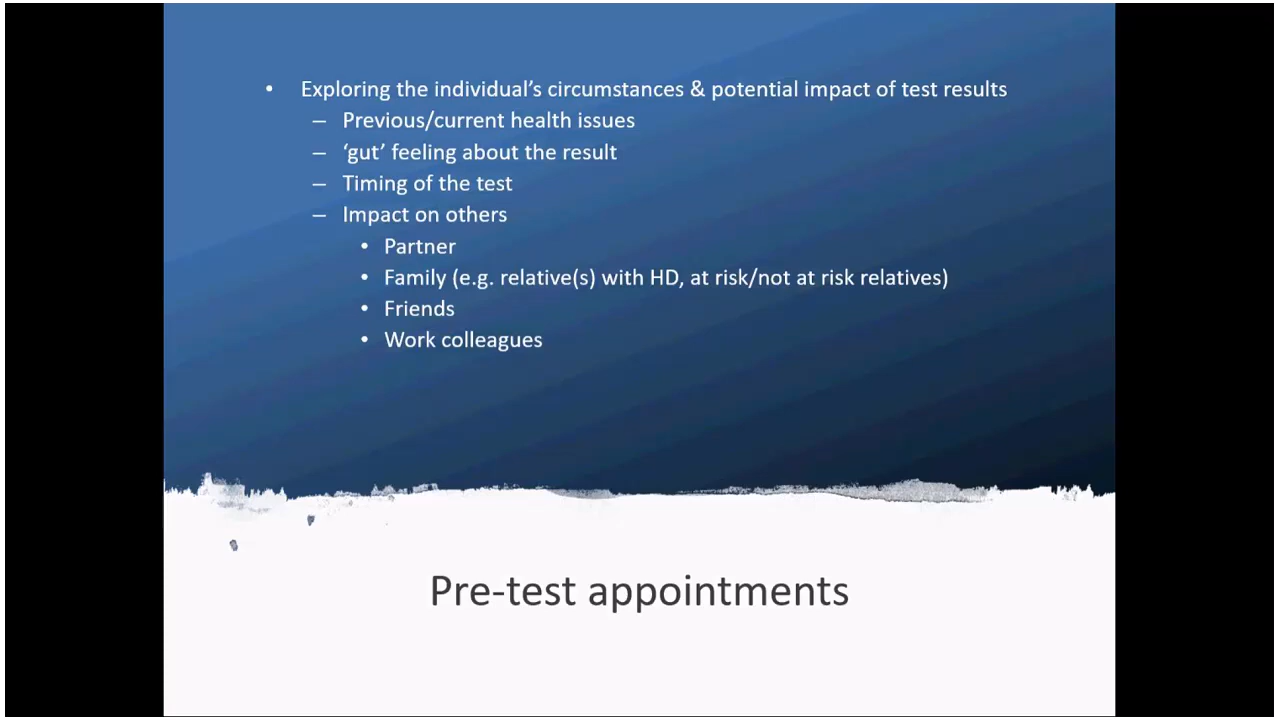 • Exploring the individual’s circumstances & potential impact of test results
– Previous/current health issues
– ‘gut’ feeling about the result
– Timing of the test
– Impact on others
• Partner
• Family (e.g. relative(s) with HD, at risk/not at risk relatives)
• Friends
• Work colleagues
Pre-test appointments